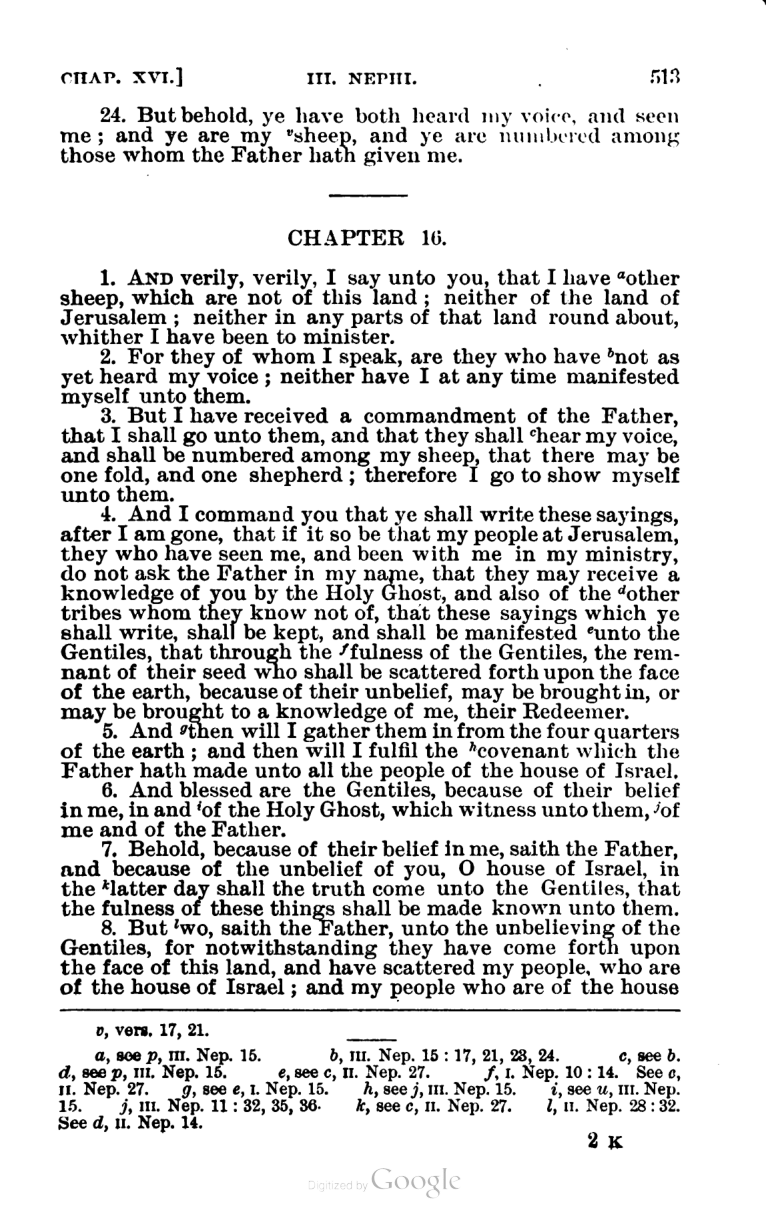 CHAP. XVI.] III. NEPHI. 513
24. But behold, ye have both heard my voice, and seen
me ; and ye are my ᵛsheep, and ye are numbered among
those whom the Father hath given me.
CHAPTER 16.
1. AND verily, verily, I say unto you, that I have ᵃother
sheep, which are not of this land ; neither of the land of
Jerusalem ; neither in any parts of that land round about,
whither I have been to minister.
2. For they of whom I speak, are they who have ᵇnot as
yet heard my voice ; neither have I at any time manifested
myself unto them.
3. But I have received a commandment of the Father,
that I shall go unto them, and that they shall ᶜhear my voice,
and shall be numbered among my sheep, that there may be
one fold, and one shepherd ; therefore I go to show myself
unto them.
4. And I command you that ye shall write these sayings,
after I am gone, that if it so be that my people at Jerusalem,
they who have seen me, and been with me in my ministry,
do not ask the Father in my name, that they may receive a
knowledge of you by the Holy Ghost, and also of the ᵈother
tribes whom they know not of, that these sayings which ye
shall write, shall be kept, and shall be manifested ᵉunto the
Gentiles, that through the ᶠfulness of the Gentiles, the rem-
nant of their seed who shall be scattered forth upon the face
of the earth, because of their unbelief, may be brought in, or
may be brought to a knowledge of me, their Redeemer.
5. And ᵍthen will I gather them in from the four quarters
of the earth ; and then will I fulfil the ʰcovenant which the
Father hath made unto all the people of the house of Israel.
6. And blessed are the Gentiles, because of their belief
in me, in and ⁱof the Holy Ghost, which witness unto them, ʲof
me and of the Father.
7. Behold, because of their belief in me, saith the Father,
and because of the unbelief of you, O house of Israel, in
the ᵏlatter day shall the truth come unto the Gentiles, that
the fulness of these things shall be made known unto them.
8. But ˡwo, saith the Father, unto the unbelieving of the
Gentiles, for notwithstanding they have come forth upon
the face of this land, and have scattered my people, who are
of the house of Israel ; and my people who are of the house
v, vers. 17, 21.
a, see p, III. Nep. 15. b, III. Nep. 15 : 17, 21, 23, 24. c, see b.
d, see p, III. Nep. 15. e, see c, II. Nep. 27. f, I. Nep. 10 : 14. See c,
II. Nep. 27. g, see e, I. Nep. 15. h, see j, III. Nep. 15. i, see u, III. Nep.
15. j, III. Nep. 11 : 32, 35, 36. k, see c, II. Nep. 27. l, II. Nep. 28 : 32.
See d, II. Nep. 14.
2 K
Digitized by Google